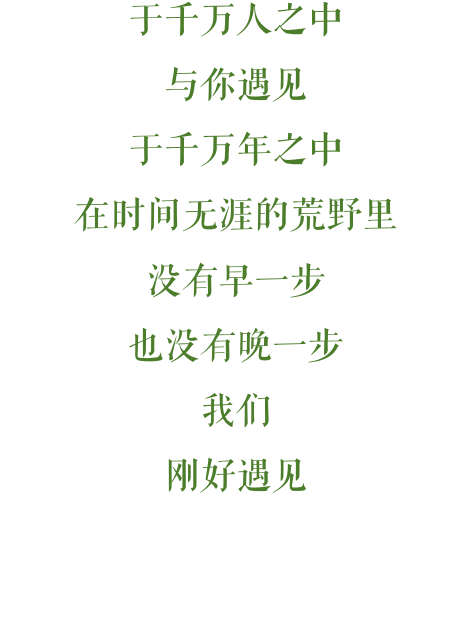 于千万人之中
与你遇见
于千万年之中
在时间无涯的荒野里
没有早一步
也没有晚一步
我们
刚好遇见